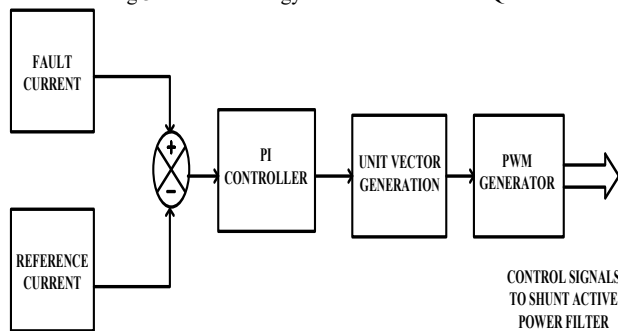 FAULT
CURRENT
+
−
PI
CONTROLLER
UNIT VECTOR
GENERATION
PWM
GENERATOR
REFERENCE
CURRENT
CONTROL SIGNALS
TO SHUNT ACTIVE
POWER FILTER